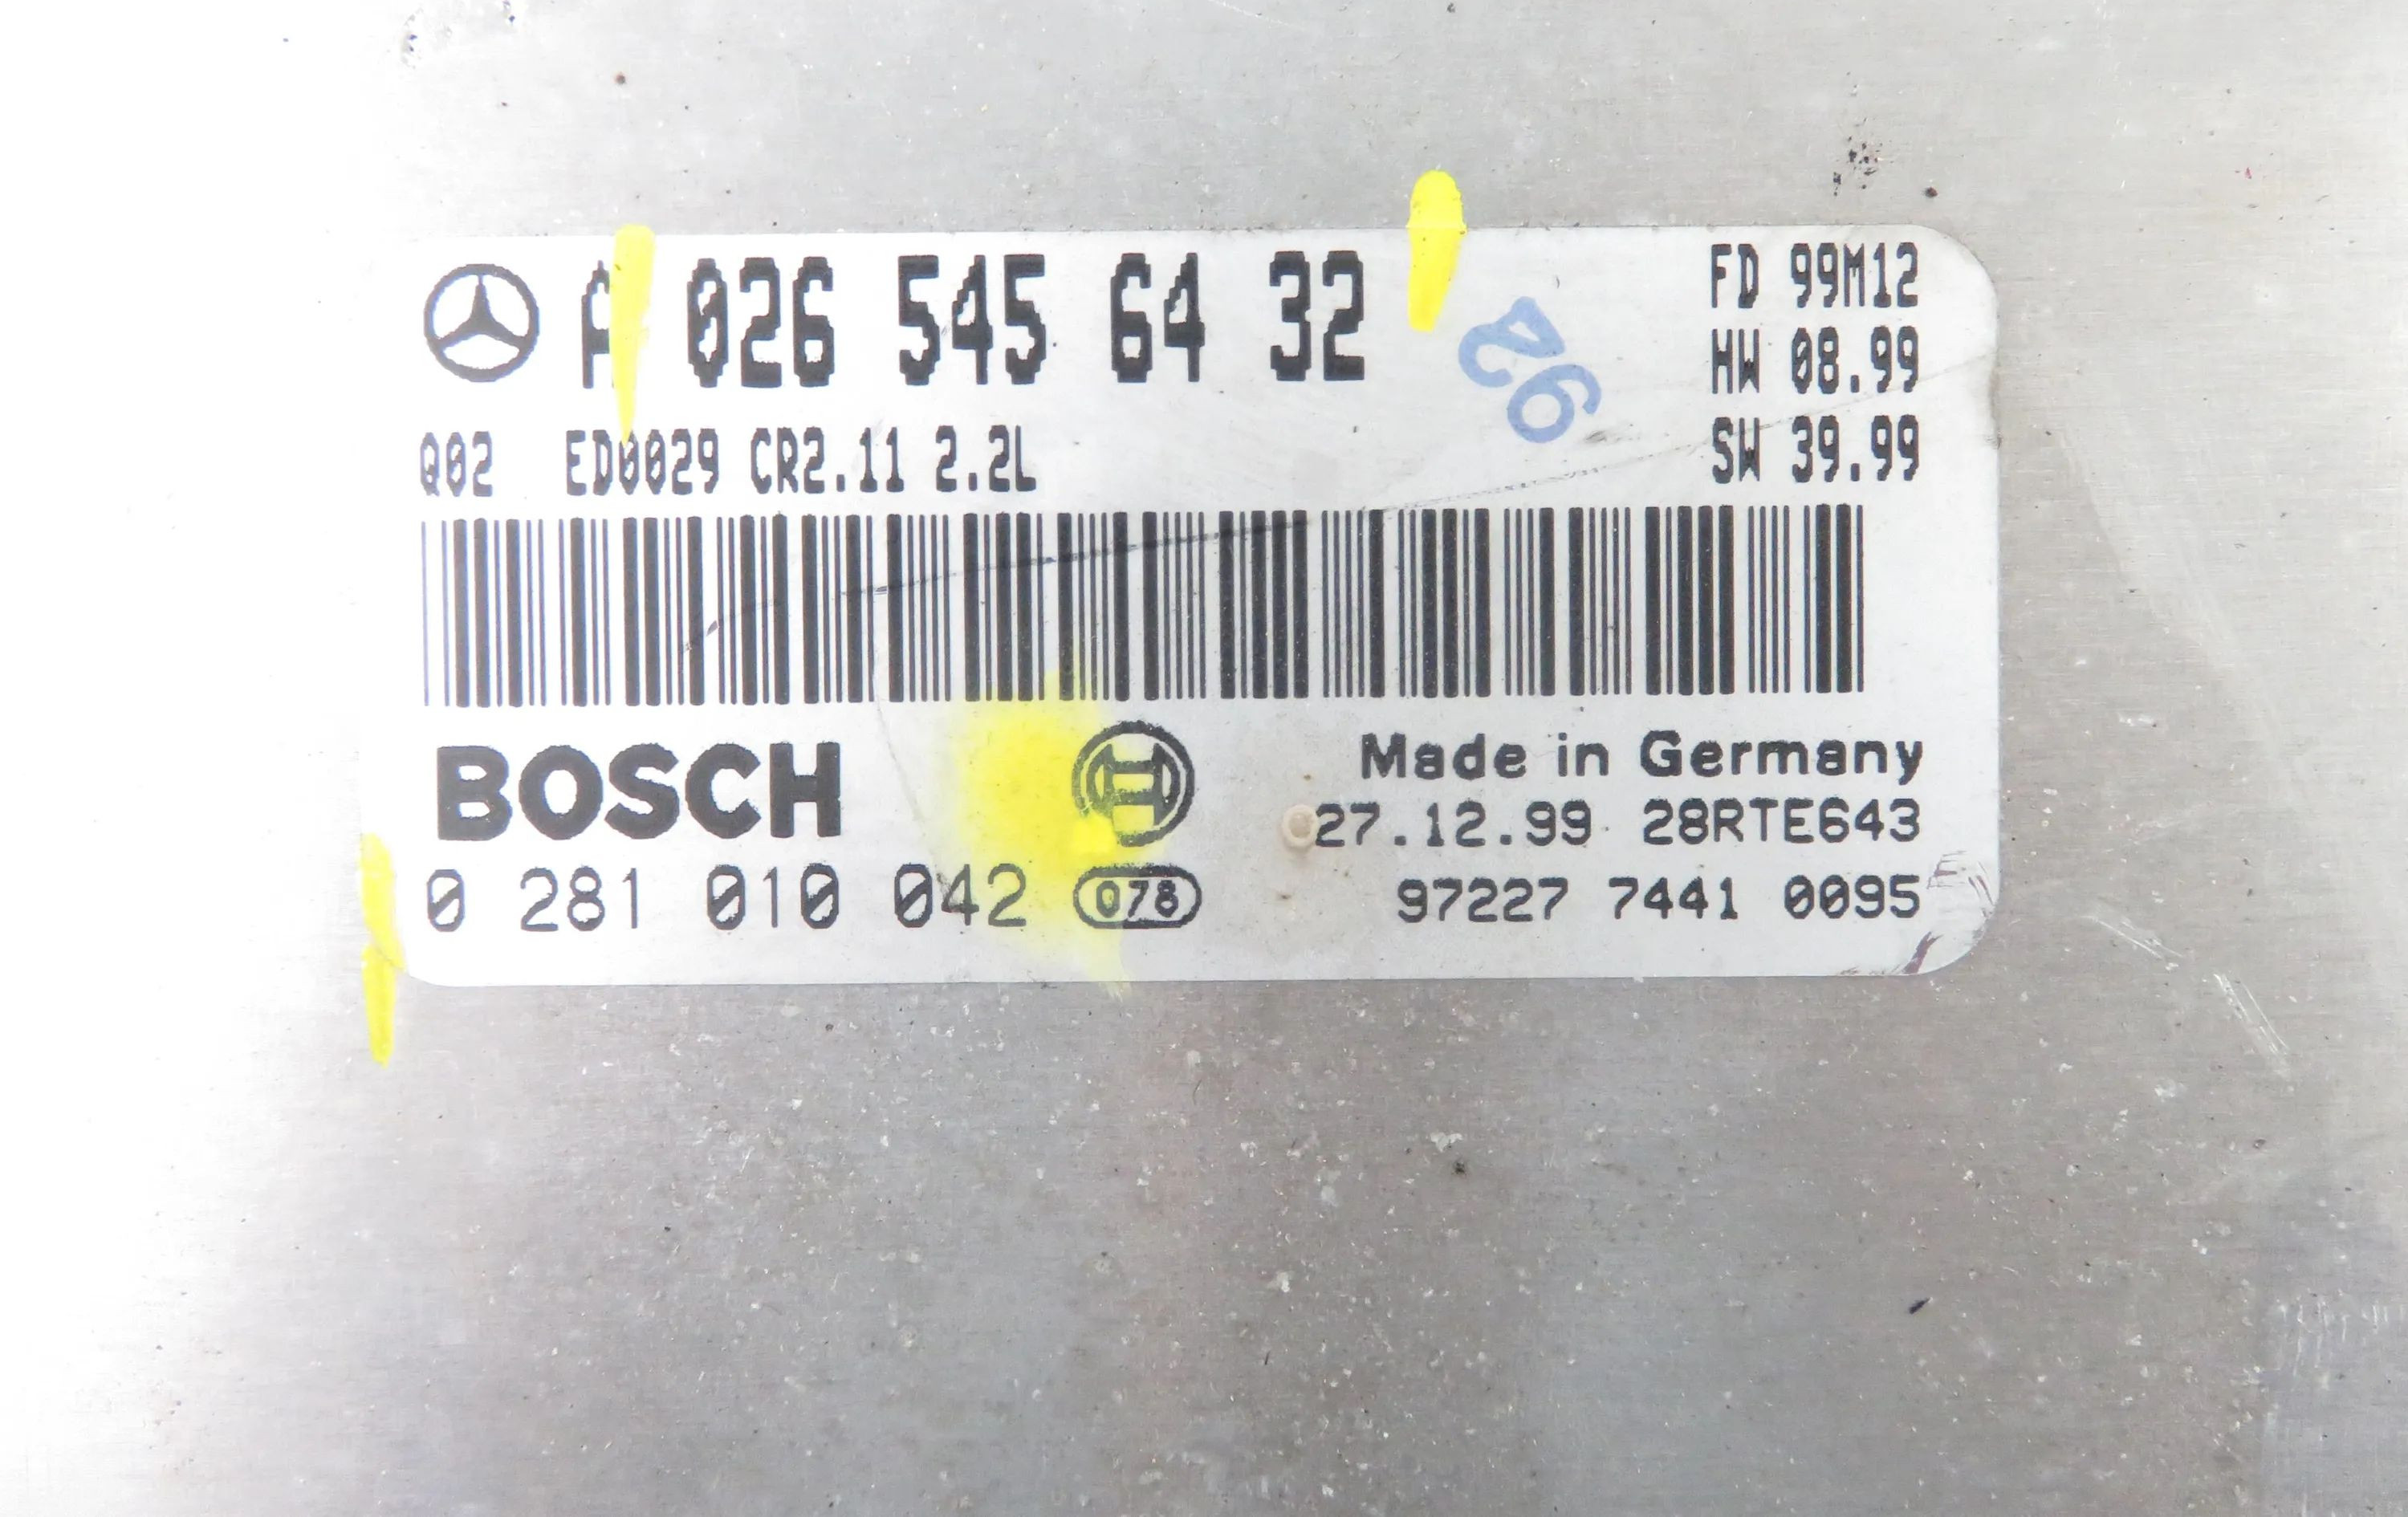 A 026 545 64 32
FD 99M12
HW 08.99
Q02 ED0029 CR2.11 2.2L
SW 39.99
26
BOSCH
Made in Germany
27.12.99 28RTE643
0 281 010 042 078
97227 7441 0095